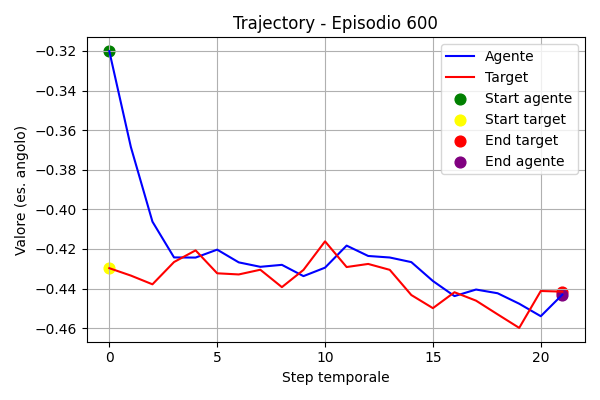 Trajectory - Episodio 600
Valore (es. angolo)
−0.32
−0.34
−0.36
−0.38
−0.40
−0.42
−0.44
−0.46
Agente
Target
Start agente
Start target
End target
End agente
0
5
10
15
20
Step temporale